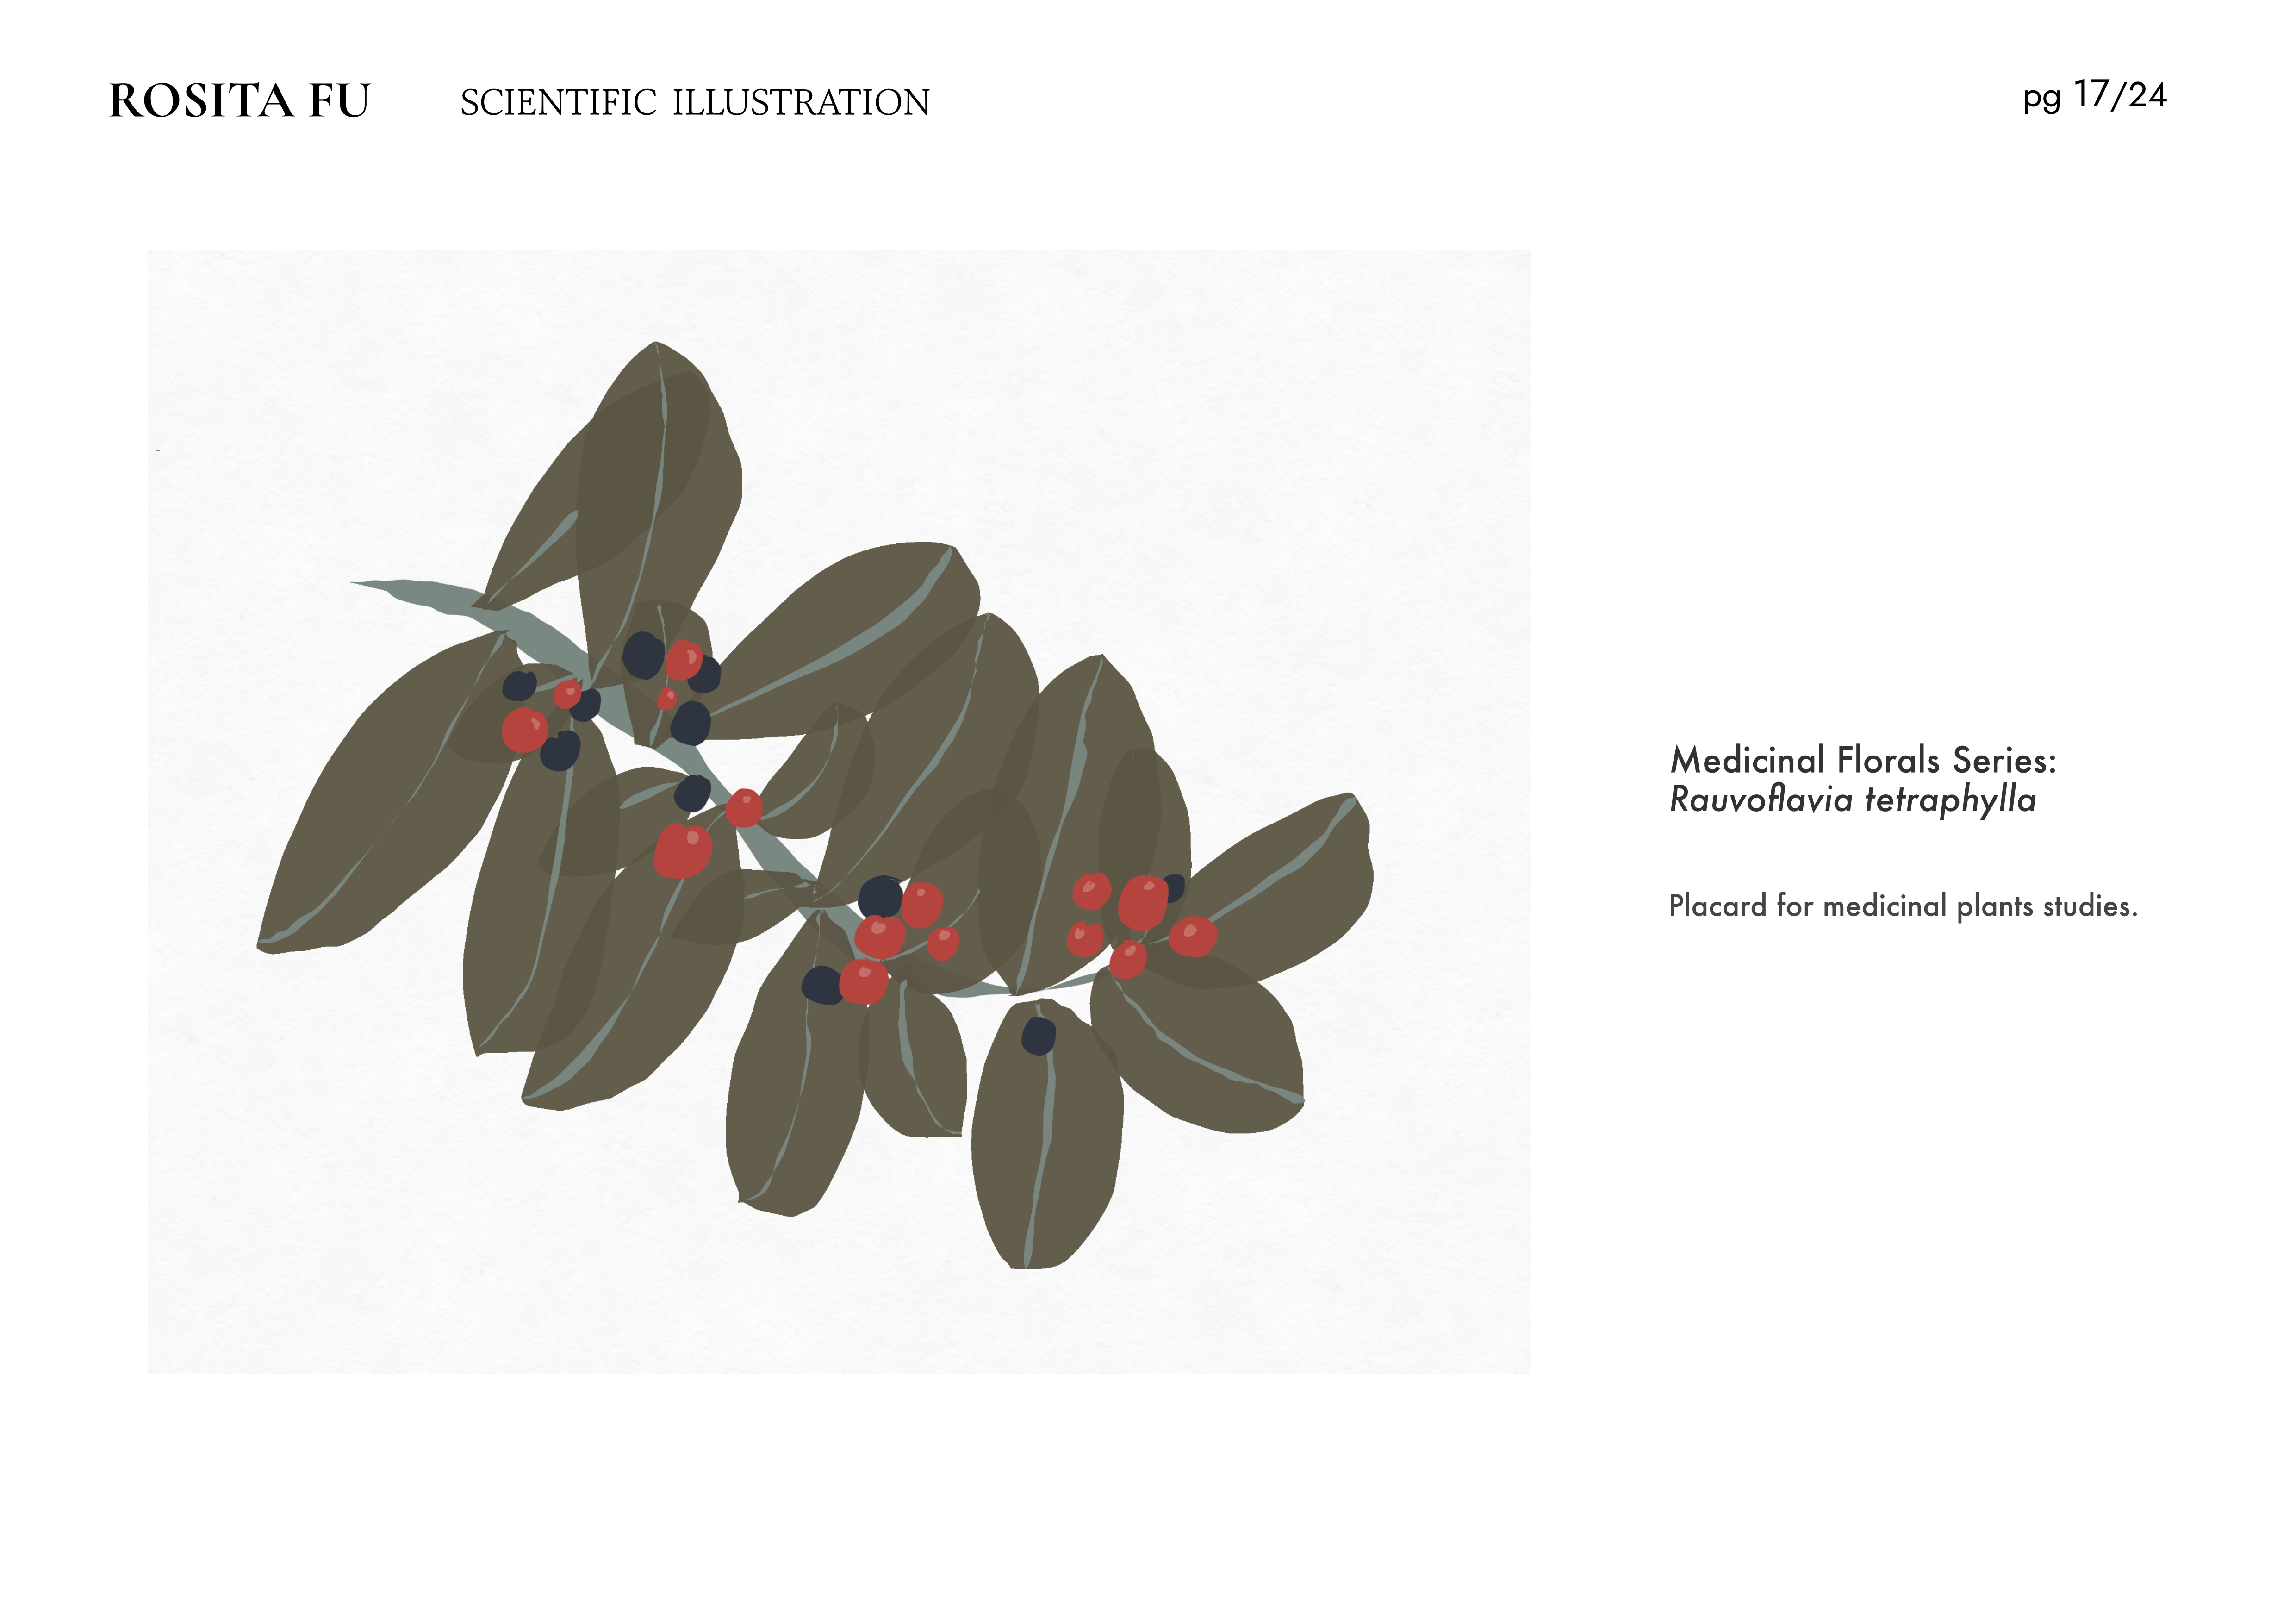 ROSITA FU SCIENTIFIC ILLUSTRATION pg 17/24
Medicinal Florals Series:
Rauvoflavia tetraphylla
Placard for medicinal plants studies.